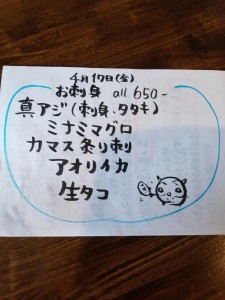 4月17日(金)
お刺身 all 650-
真アジ(刺身、タタキ)
ミナミマグロ
カマス炙り刺
アオリイカ
生タコ